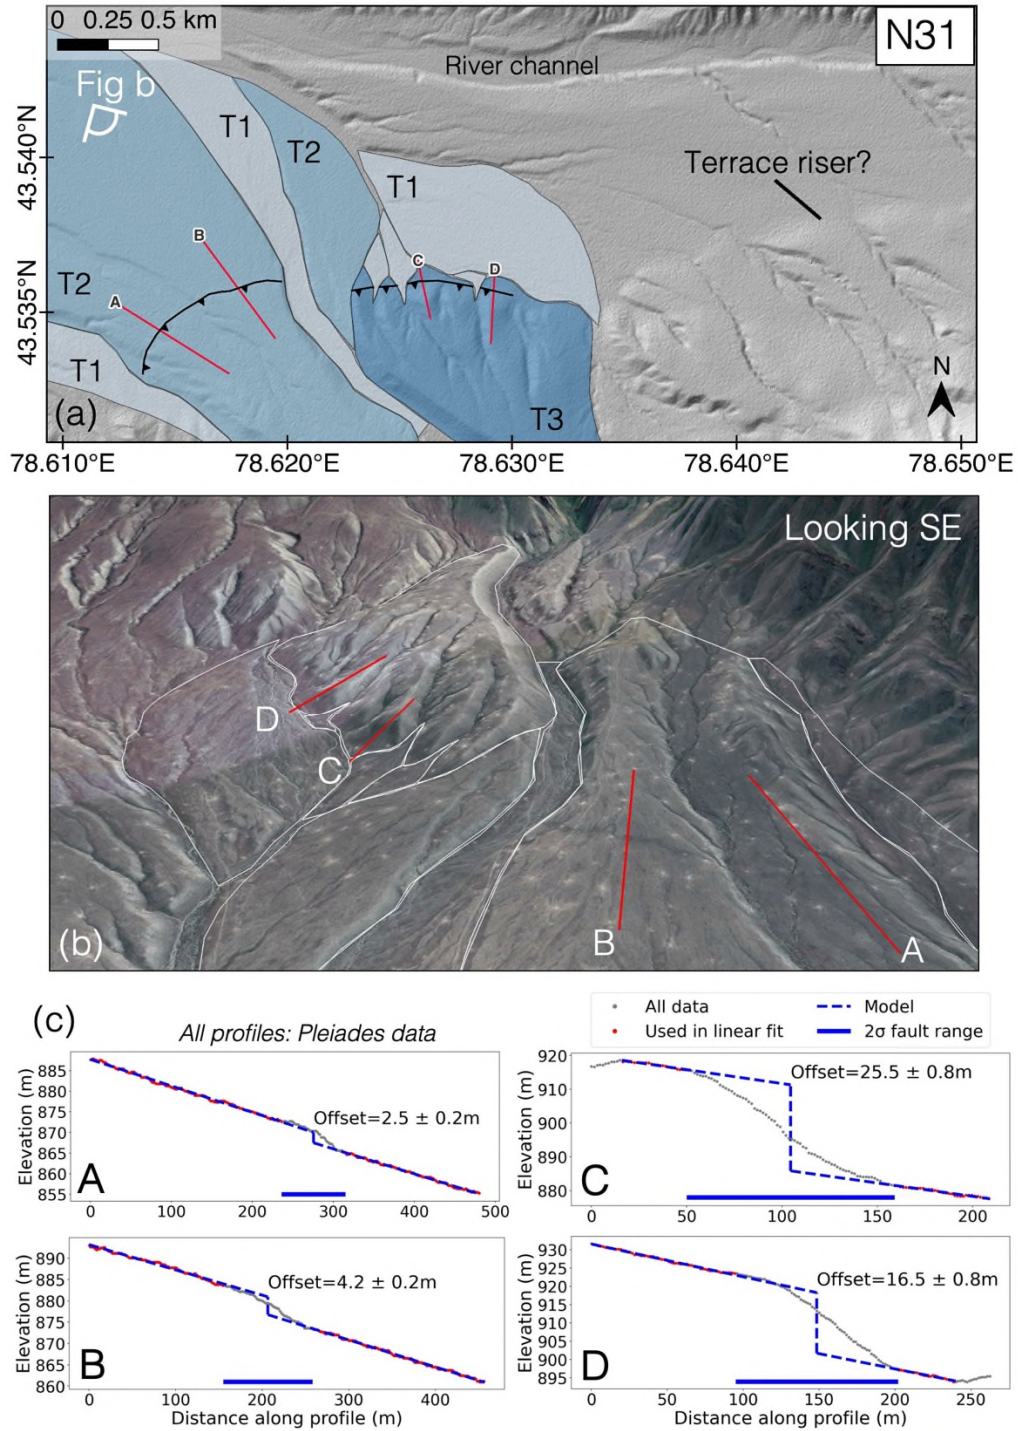 0 0.25 0.5 km
N31
River channel
Fig b
T1
T2
T1
Terrace riser?
43.540°N
B
C
D
T2
A
43.535°N
T1
T3
N
(a)
78.610°E 78.620°E 78.630°E 78.640°E 78.650°E
Looking SE
D
C
B
A
(b)
(c)
All profiles: Pleiades data
All data
Model
Used in linear fit
2σ fault range
Elevation (m)
885
880
875
870
865
860
855
Offset=2.5 ± 0.2m
A
0 100 200 300 400 500
Elevation (m)
920
910
900
890
880
Offset=25.5 ± 0.8m
C
0 50 100 150 200
Elevation (m)
890
885
880
875
870
865
860
Offset=4.2 ± 0.2m
B
0 100 200 300 400
Distance along profile (m)
Elevation (m)
930
925
920
915
910
905
900
895
Offset=16.5 ± 0.8m
D
0 50 100 150 200 250
Distance along profile (m)